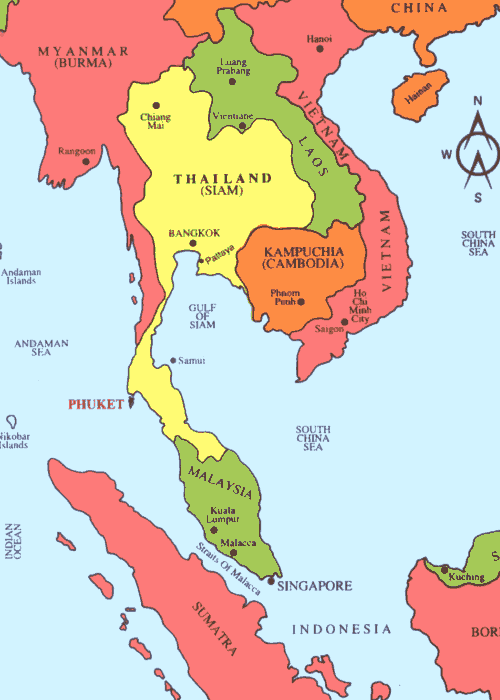 CHINA
Hanoi
MYANMAR
(BURMA)
Luang
Prabang
Hainan
N
W
S
Chiang
Mai
Vientiane
VIETNAM
LAOS
Rangoon
THAILAND
(SIAM)
BANGKOK
Pattaya
KAMPUCHIA
(CAMBODIA)
VIETNAM
SOUTH
CHINA
SEA
Andaman
Islands
Phnom
Penh
Ho
Chi
Minh
City
Saigon
GULF
OF
SIAM
ANDAMAN
SEA
Samui
PHUKET
SOUTH
CHINA
SEA
Nikobar
Islands
MALAYSIA
Kuala
Lumpur
Malacca
INDIAN
OCEAN
Straits Of Malacca
SINGAPORE
Kuching
S
SUMATRA
INDONESIA
BOR